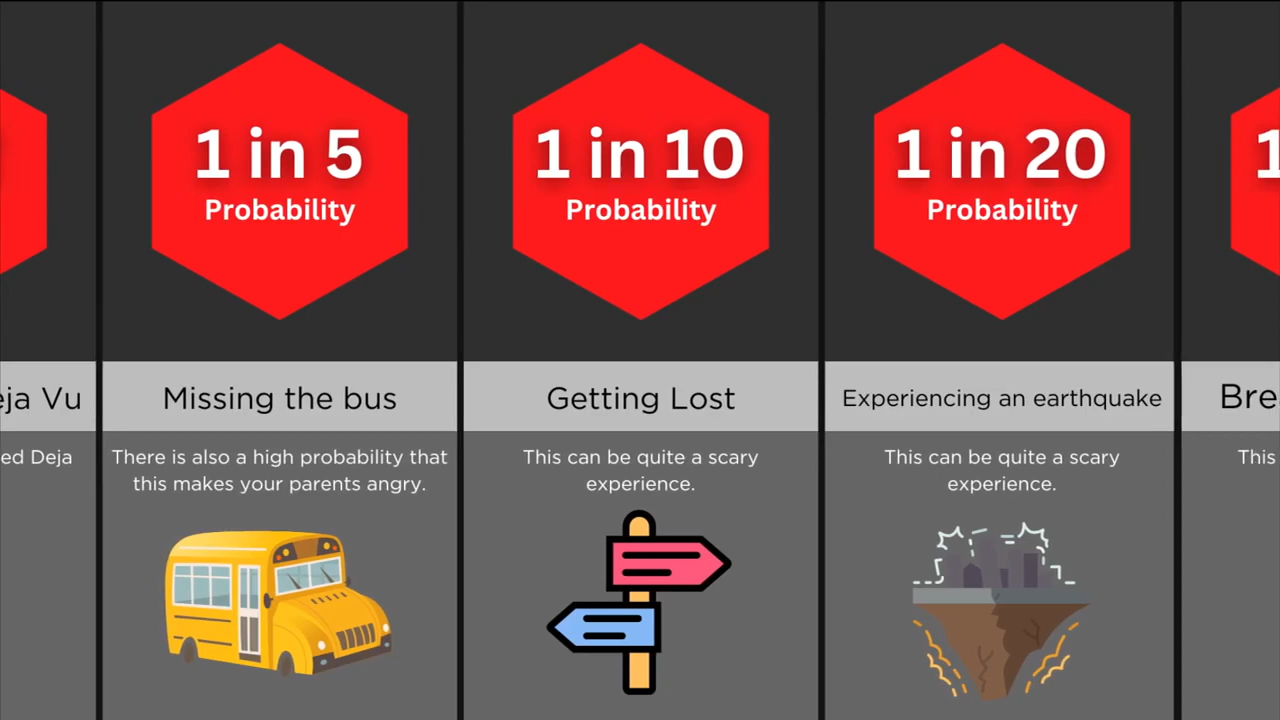 1 in 5
Probability
1 in 10
Probability
1 in 20
Probability
1
eja Vu
Missing the bus
Getting Lost
Experiencing an earthquake
Bre
ed Deja
There is also a high probability that
this makes your parents angry.
This can be quite a scary
experience.
This can be quite a scary
experience.
This